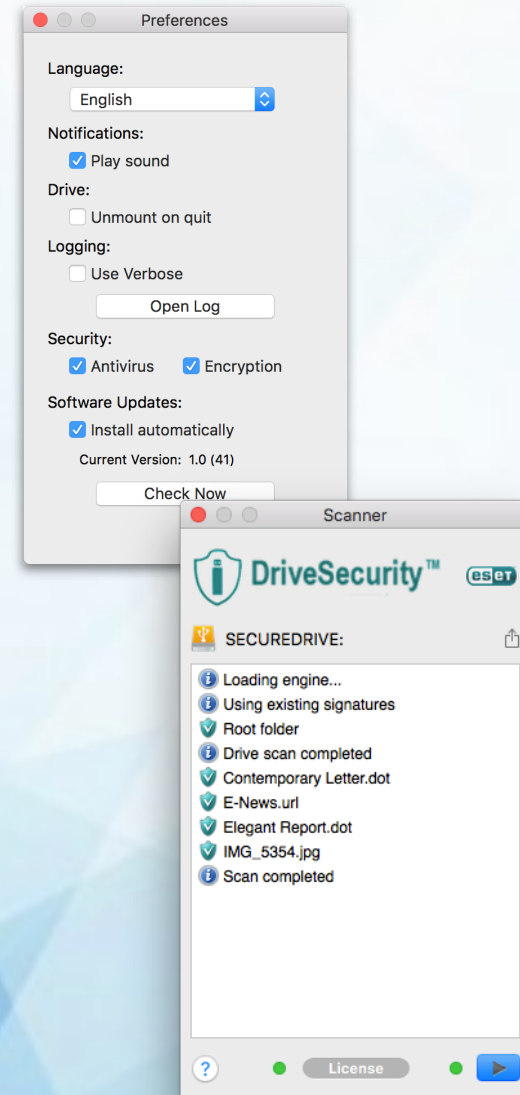 Preferences
Language:
English
Notifications:
Play sound
Drive:
Unmount on quit
Logging:
Use Verbose
Open Log
Security:
Antivirus Encryption
Software Updates:
Install automatically
Current Version: 1.0 (41)
Check Now
Scanner
DriveSecurity™ eset
SECUREDRIVE:
Loading engine...
Using existing signatures
Root folder
Drive scan completed
Contemporary Letter.dot
E-News.url
Elegant Report.dot
IMG_5354.jpg
Scan completed
? License